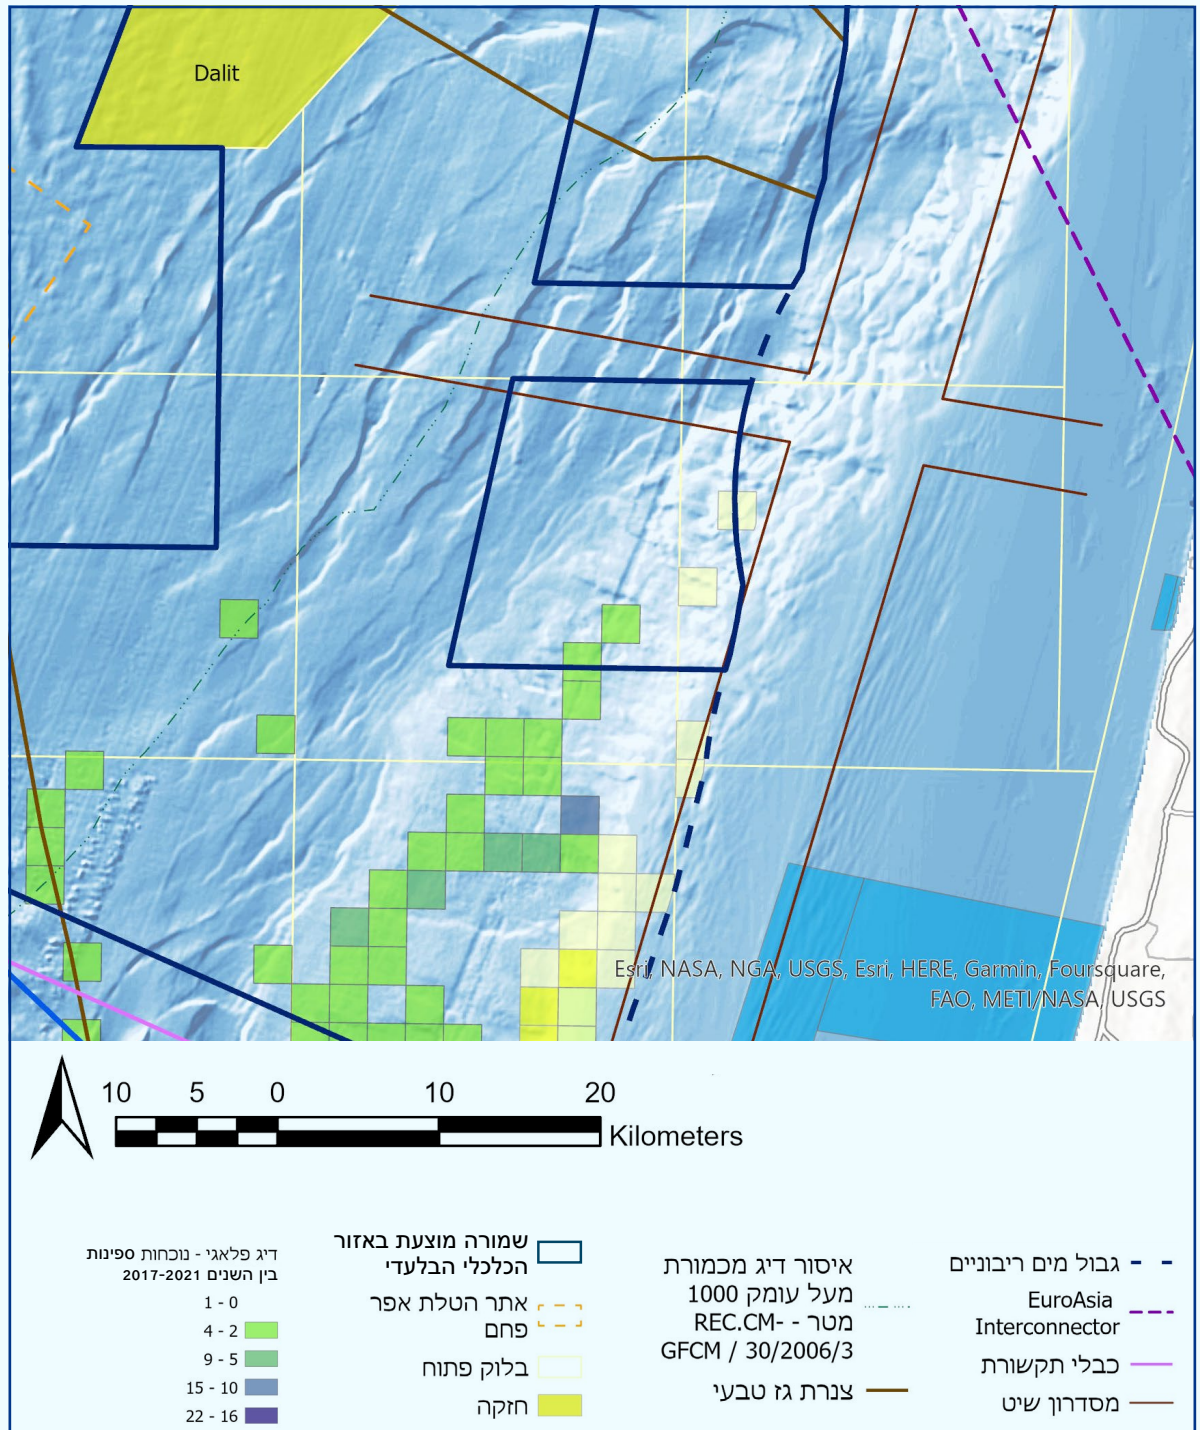 Dalit
Esri, NASA, NGA, USGS, Esri, HERE, Garmin, Foursquare,
FAO, METI/NASA, USGS
10 5 0 10 20
Kilometers
גבול מים ריבוניים
EuroAsia
Interconnector
כבלי תקשורת
מסדרון שיט
איסור דיג מכמורת
מעל עומק 1000
מטר - -REC.CM
GFCM / 30/2006/3
צנרת גז טבעי
שמורה מוצעת באזור
הכלכלי הבלעדי
אתר הטלת אפר
פחם
בלוק פתוח
חזקה
דיג פלאגי - נוכחות ספינות
בין השנים 2017-2021
1 - 0
4 - 2
9 - 5
15 - 10
22 - 16